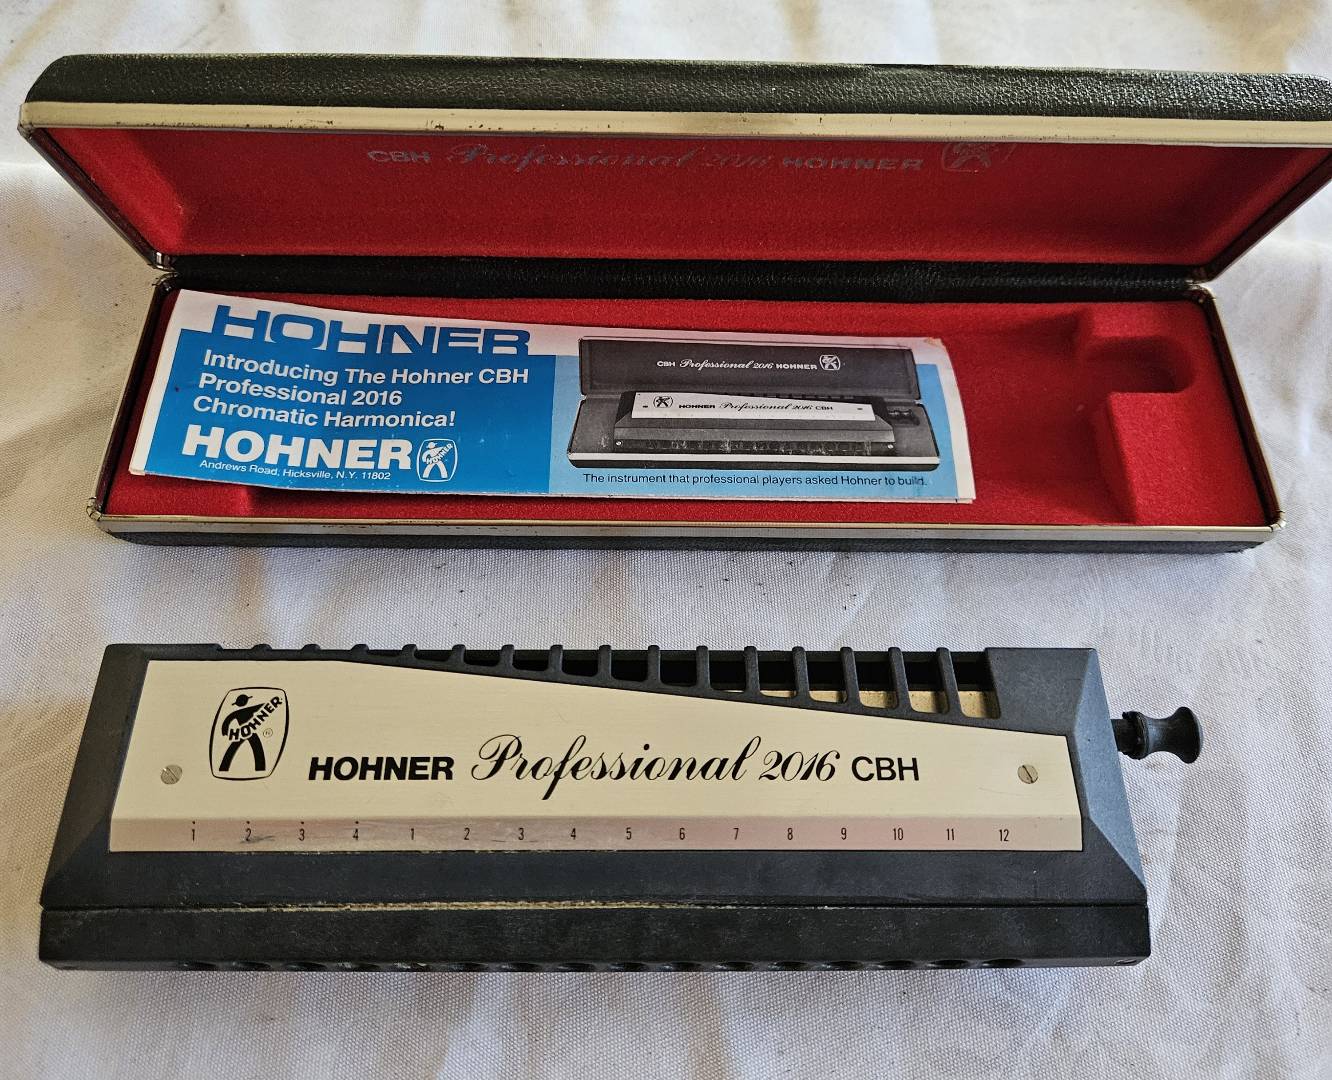 CBH Professional 2016 HOHNER
HOHNER
Introducing The Hohner CBH
Professional 2016
Chromatic Harmonica!
HOHNER
HOHNER
Andrews Road, Hicksville, N.Y. 11802
CBH Professional 2016 HOHNER
HOHNER Professional 2016 CBH
The instrument that professional players asked Hohner to build.
HOHNER ®
HOHNER Professional 2016 CBH
1 2 3 4 1 2 3 4 5 6 7 8 9 10 11 12